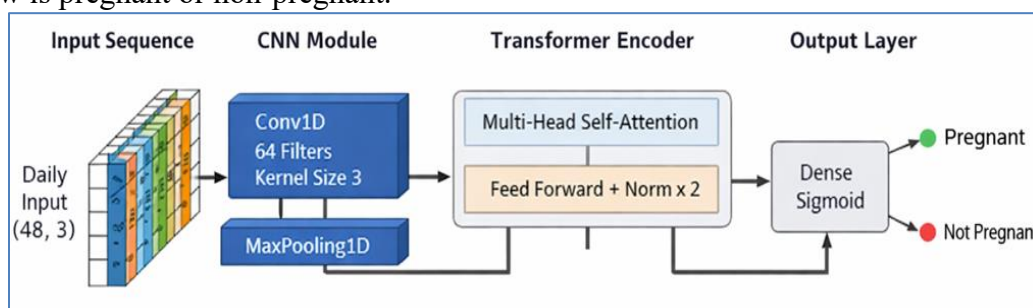 Input Sequence
CNN Module
Transformer Encoder
Output Layer
Daily
Input
(48, 3)
Conv1D
64 Filters
Kernel Size 3
MaxPooling1D
Multi-Head Self-Attention
Feed Forward + Norm x 2
Dense
Sigmoid
Pregnant
Not Pregnant